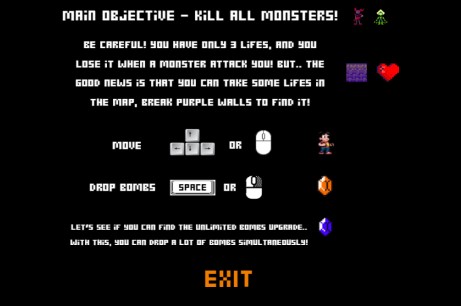 MAIN OBJECTIVE - KILL ALL MONSTERS!
BE CAREFUL! YOU HAVE ONLY 3 LIFES, AND YOU
LOSE IT WHEN A MONSTER ATTACK YOU! BUT.. THE
GOOD NEWS IS THAT YOU CAN TAKE SOME LIFES IN
THE MAP, BREAK PURPLE WALLS TO FIND IT!
MOVE OR
DROP BOMBS SPACE OR
LET'S SEE IF YOU CAN FIND THE UNLIMITED BOMBS UPGRADE..
WITH THIS, YOU CAN DROP A LOT OF BOMBS SIMULTANEOUSLY!
EXIT